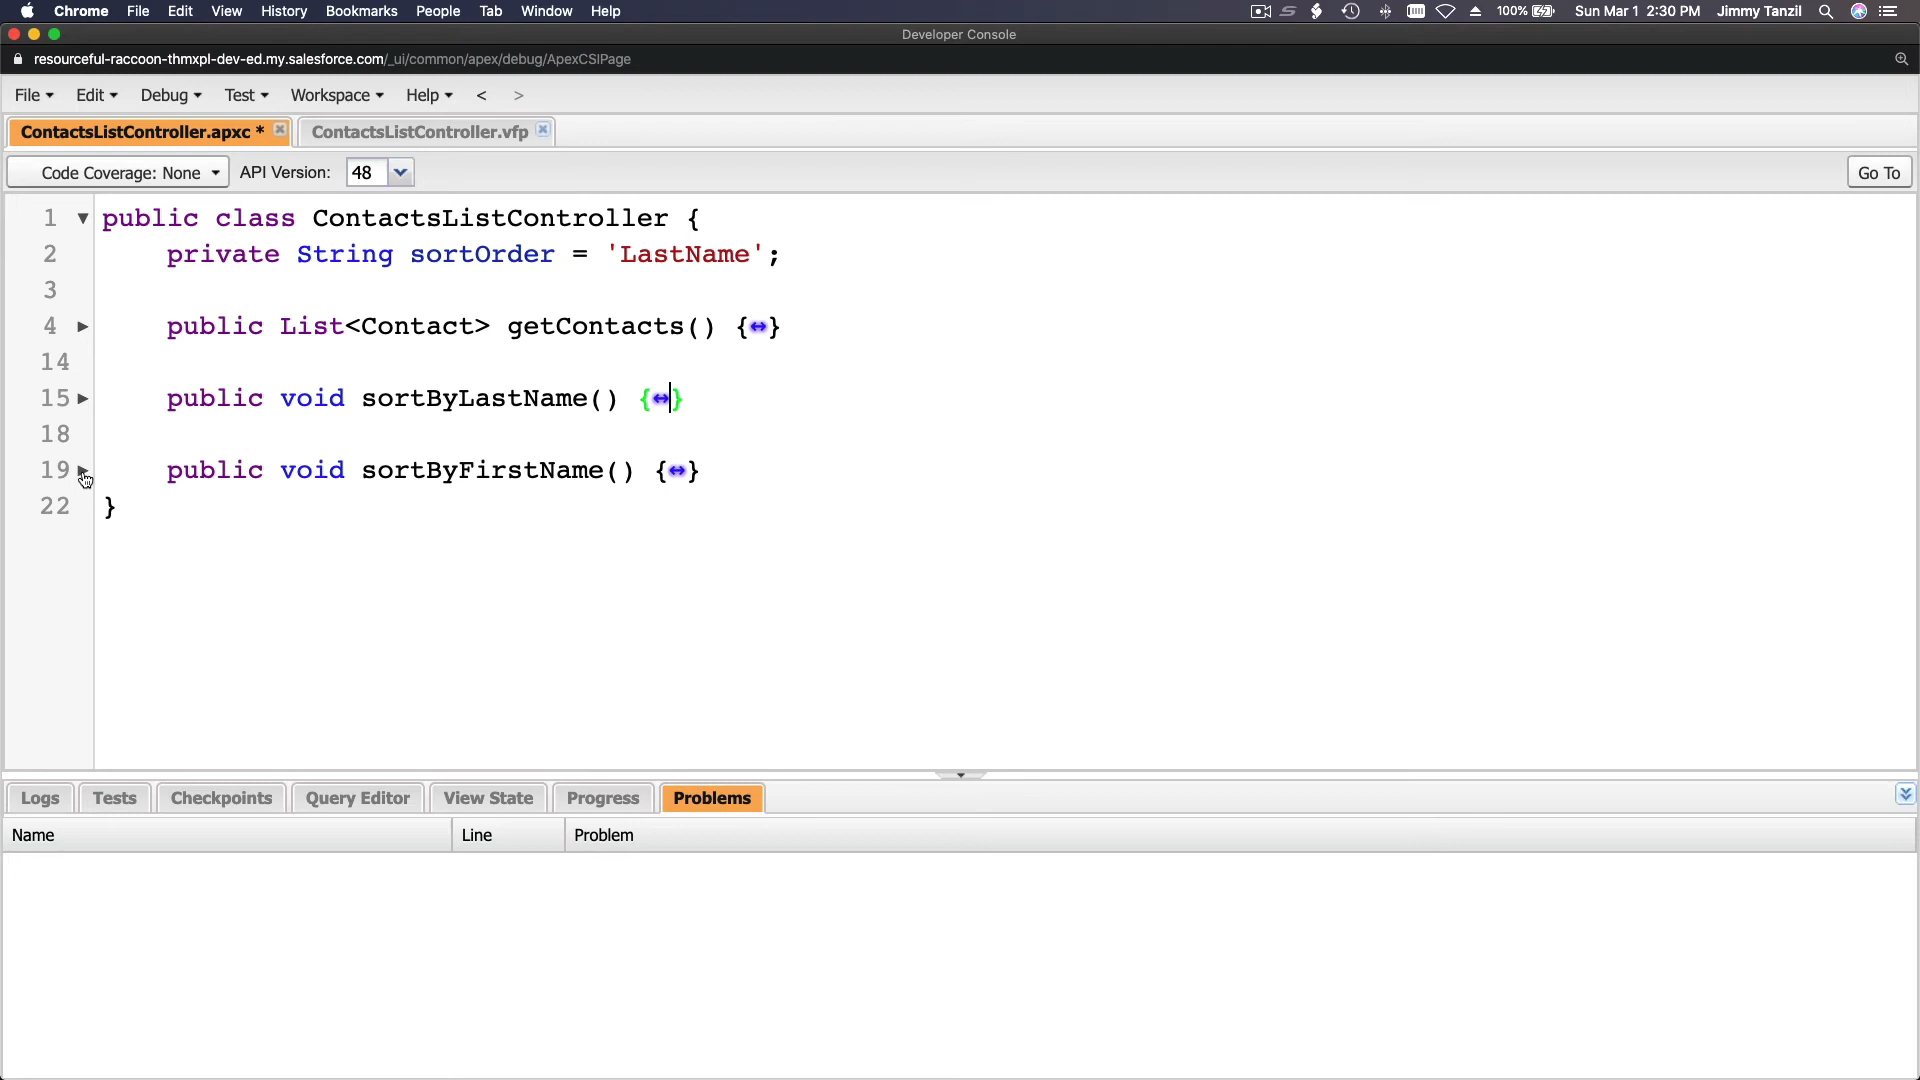 Chrome File Edit View History Bookmarks People Tab Window Help 100% Sun Mar 1 2:30 PM Jimmy Tanzil
Developer Console
resourceful-raccoon-thmxpl-dev-ed.my.salesforce.com/_ui/common/apex/debug/ApexCSIPage
File Edit Debug Test Workspace Help < >
ContactsListController.apxc * ContactsListController.vfp
Code Coverage: None API Version: 48 Go To
1 public class ContactsListController {
2 private String sortOrder = 'LastName';
3
4 public List<Contact> getContacts() {↔}
14
15 public void sortByLastName() {↔}
18
19 public void sortByFirstName() {↔}
22 }
Logs Tests Checkpoints Query Editor View State Progress Problems
Name Line Problem